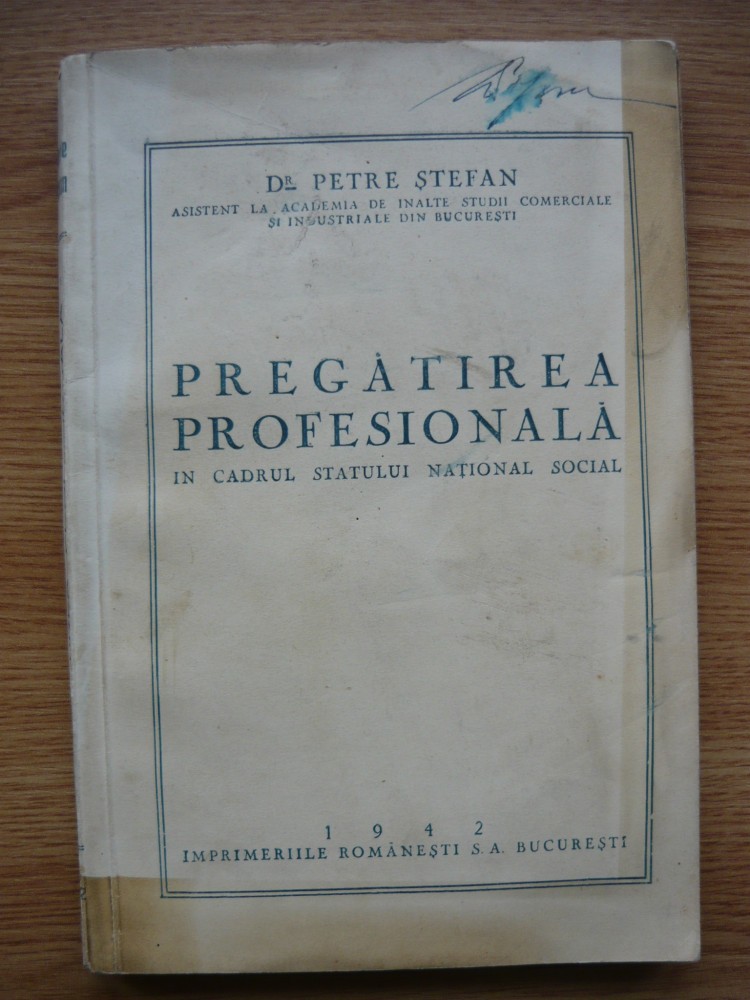 DR PETRE ȘTEFAN
ASISTENT LA ACADEMIA DE INALTE STUDII COMERCIALE
ȘI INDUSTRIALE DIN BUCUREȘTI
PREGĂTIREA
PROFESIONALĂ
IN CADRUL STATULUI NAȚIONAL SOCIAL
1942
IMPRIMERIILE ROMÂNEȘTI S. A. BUCUREȘTI